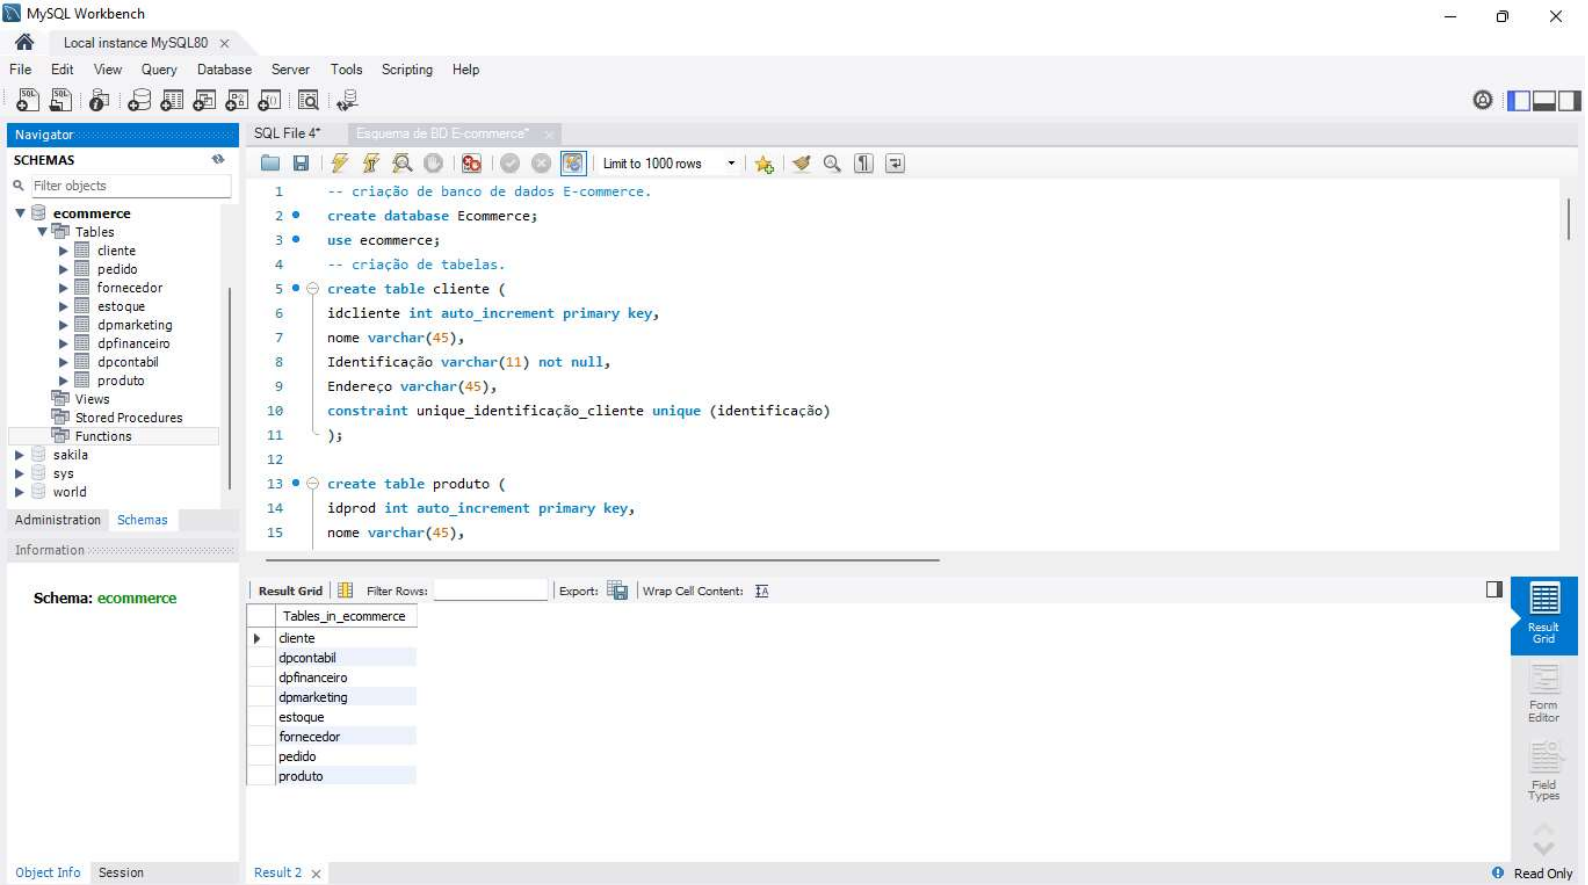 MySQL Workbench
Local instance MySQL80
File Edit View Query Database Server Tools Scripting Help
Navigator
SCHEMAS
Filter objects
ecommerce
Tables
cliente
pedido
fornecedor
estoque
dpmarketing
dpfinanceiro
dpcontabil
produto
Views
Stored Procedures
Functions
sakila
sys
world
Administration Schemas
Information
Schema: ecommerce
Object Info Session
SQL File 4* Esquema de BD E-commerce*
Limit to 1000 rows
1 -- criação de banco de dados E-commerce.
2 create database Ecommerce;
3 use ecommerce;
4 -- criação de tabelas.
5 create table cliente (
6 idcliente int auto_increment primary key,
7 nome varchar(45),
8 Identificação varchar(11) not null,
9 Endereço varchar(45),
10 constraint unique_identificação_cliente unique (identificação)
11 );
12
13 create table produto (
14 idprod int auto_increment primary key,
15 nome varchar(45),
Result Grid Filter Rows: Export: Wrap Cell Content:
Tables_in_ecommerce
cliente
dpcontabil
dpfinanceiro
dpmarketing
estoque
fornecedor
pedido
produto
Result
Grid
Form
Editor
Field
Types
Result 2
Read Only